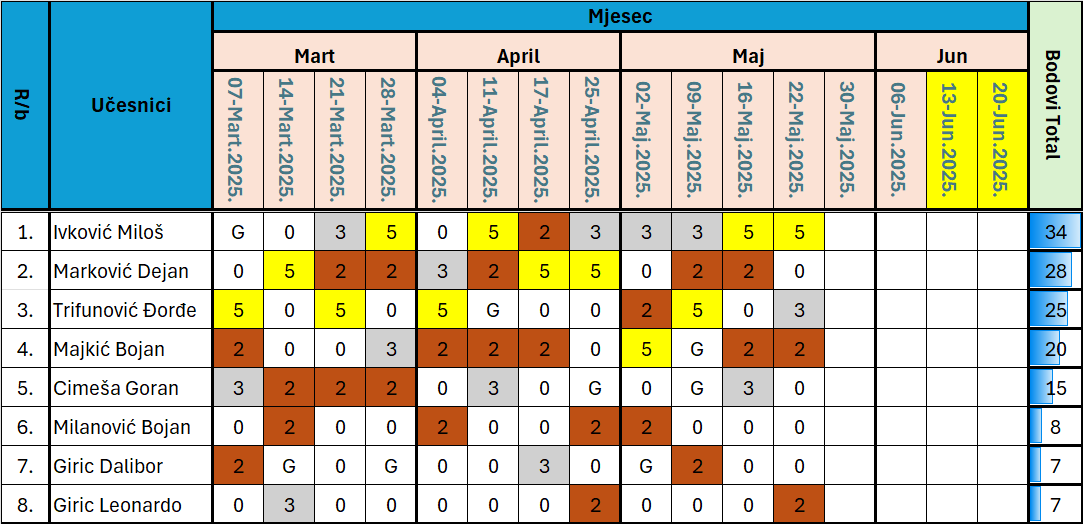 R/b Učesnici Mjesec Bodovi Total
Mart April Maj Jun
07-Mart.2025. 14-Mart.2025. 21-Mart.2025. 28-Mart.2025. 04-April.2025. 11-April.2025. 17-April.2025. 25-April.2025. 02-Maj.2025. 09-Maj.2025. 16-Maj.2025. 22-Maj.2025. 30-Maj.2025. 06-Jun.2025. 13-Jun.2025. 20-Jun.2025.
1. Ivković Miloš G 0 3 5 0 5 2 3 3 3 5 5 34
2. Marković Dejan 0 5 2 2 3 2 5 5 0 2 2 0 28
3. Trifunović Đorđe 5 0 5 0 5 G 0 0 2 5 0 3 25
4. Majkić Bojan 2 0 0 3 2 2 2 0 5 G 2 2 20
5. Cimeša Goran 3 2 2 2 0 3 0 G 0 G 3 0 15
6. Milanović Bojan 0 2 0 0 2 0 0 2 2 0 0 0 8
7. Giric Dalibor 2 G 0 G 0 0 3 0 G 2 0 0 7
8. Giric Leonardo 0 3 0 0 0 0 0 2 0 0 0 2 7